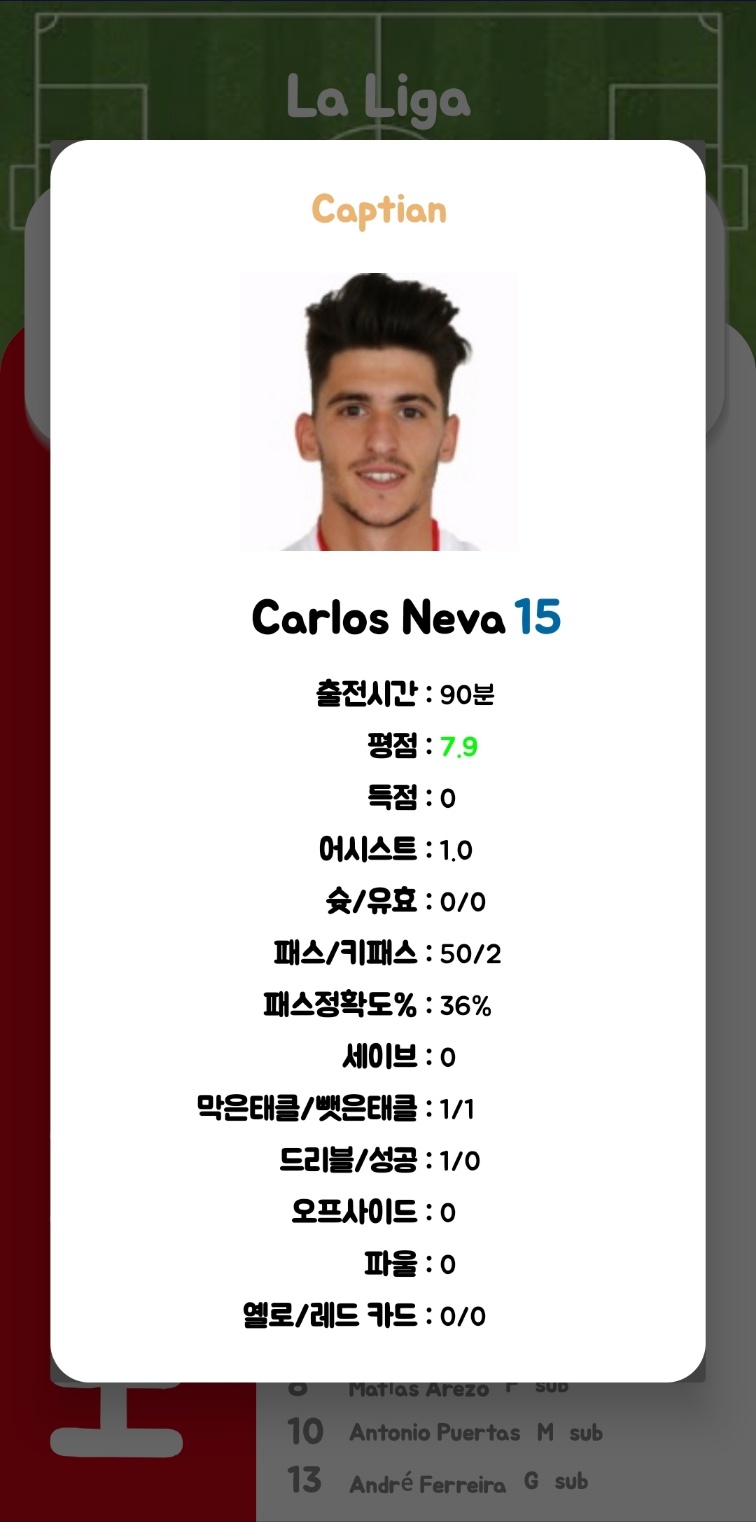 La Liga
Captian
Carlos Neva 15
출전시간 : 90분
평점 : 7.9
득점 : 0
어시스트 : 1.0
슛/유효 : 0/0
패스/키패스 : 50/2
패스정확도% : 36%
세이브 : 0
막은태클/뺏은태클 : 1/1
드리블/성공 : 1/0
오프사이드 : 0
파울 : 0
옐로/레드 카드 : 0/0
8 Matías Arezo F sub
10 Antonio Puertas M sub
13 André Ferreira G sub